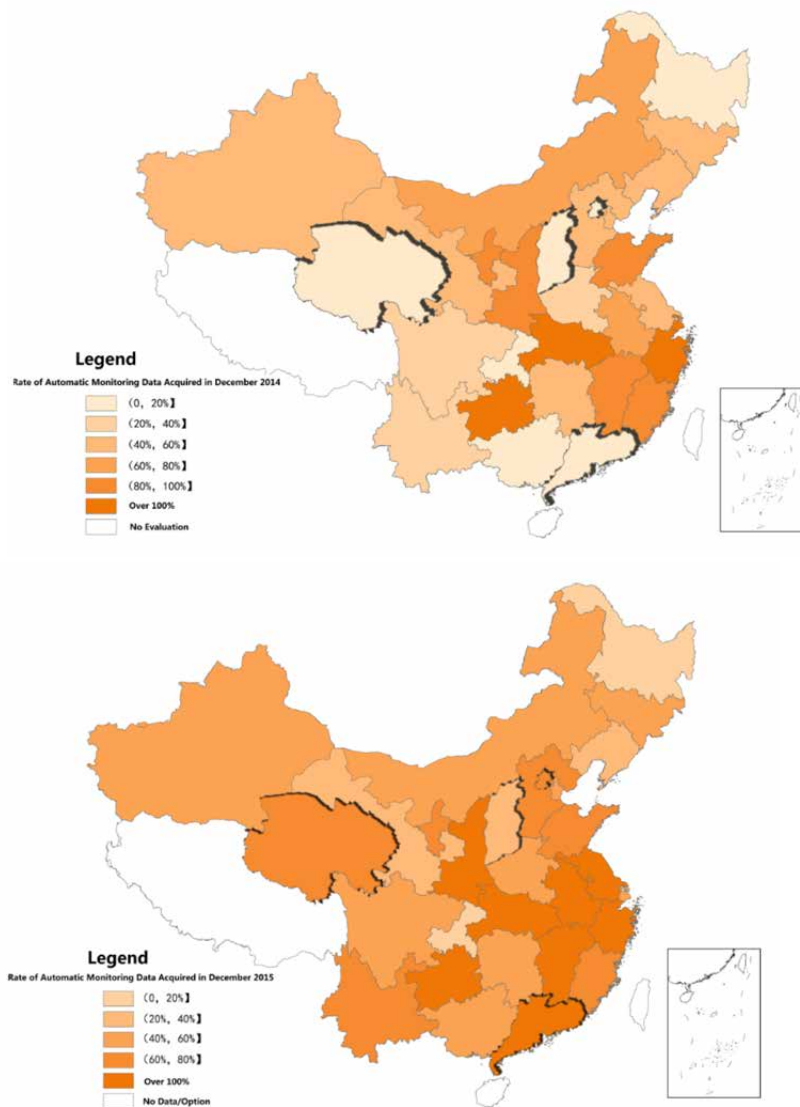 Legend
Rate of Automatic Monitoring Data Acquired in December 2014
(0, 20%】
(20%, 40%】
(40%, 60%】
(60%, 80%】
(80%, 100%】
Over 100%
No Evaluation
Legend
Rate of Automatic Monitoring Data Acquired in December 2015
(0, 20%】
(20%, 40%】
(40%, 60%】
(60%, 80%】
Over 100%
No Data/Option